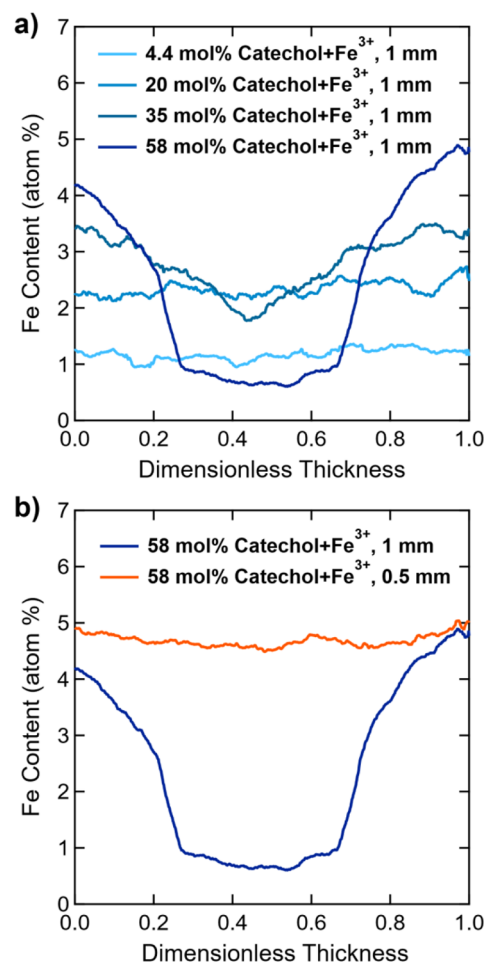 a)
7
6
5
4
3
2
1
0
Fe Content (atom %)
4.4 mol% Catechol+Fe³⁺, 1 mm
20 mol% Catechol+Fe³⁺, 1 mm
35 mol% Catechol+Fe³⁺, 1 mm
58 mol% Catechol+Fe³⁺, 1 mm
0.0 0.2 0.4 0.6 0.8 1.0
Dimensionless Thickness
b)
7
6
5
4
3
2
1
0
Fe Content (atom %)
58 mol% Catechol+Fe³⁺, 1 mm
58 mol% Catechol+Fe³⁺, 0.5 mm
0.0 0.2 0.4 0.6 0.8 1.0
Dimensionless Thickness